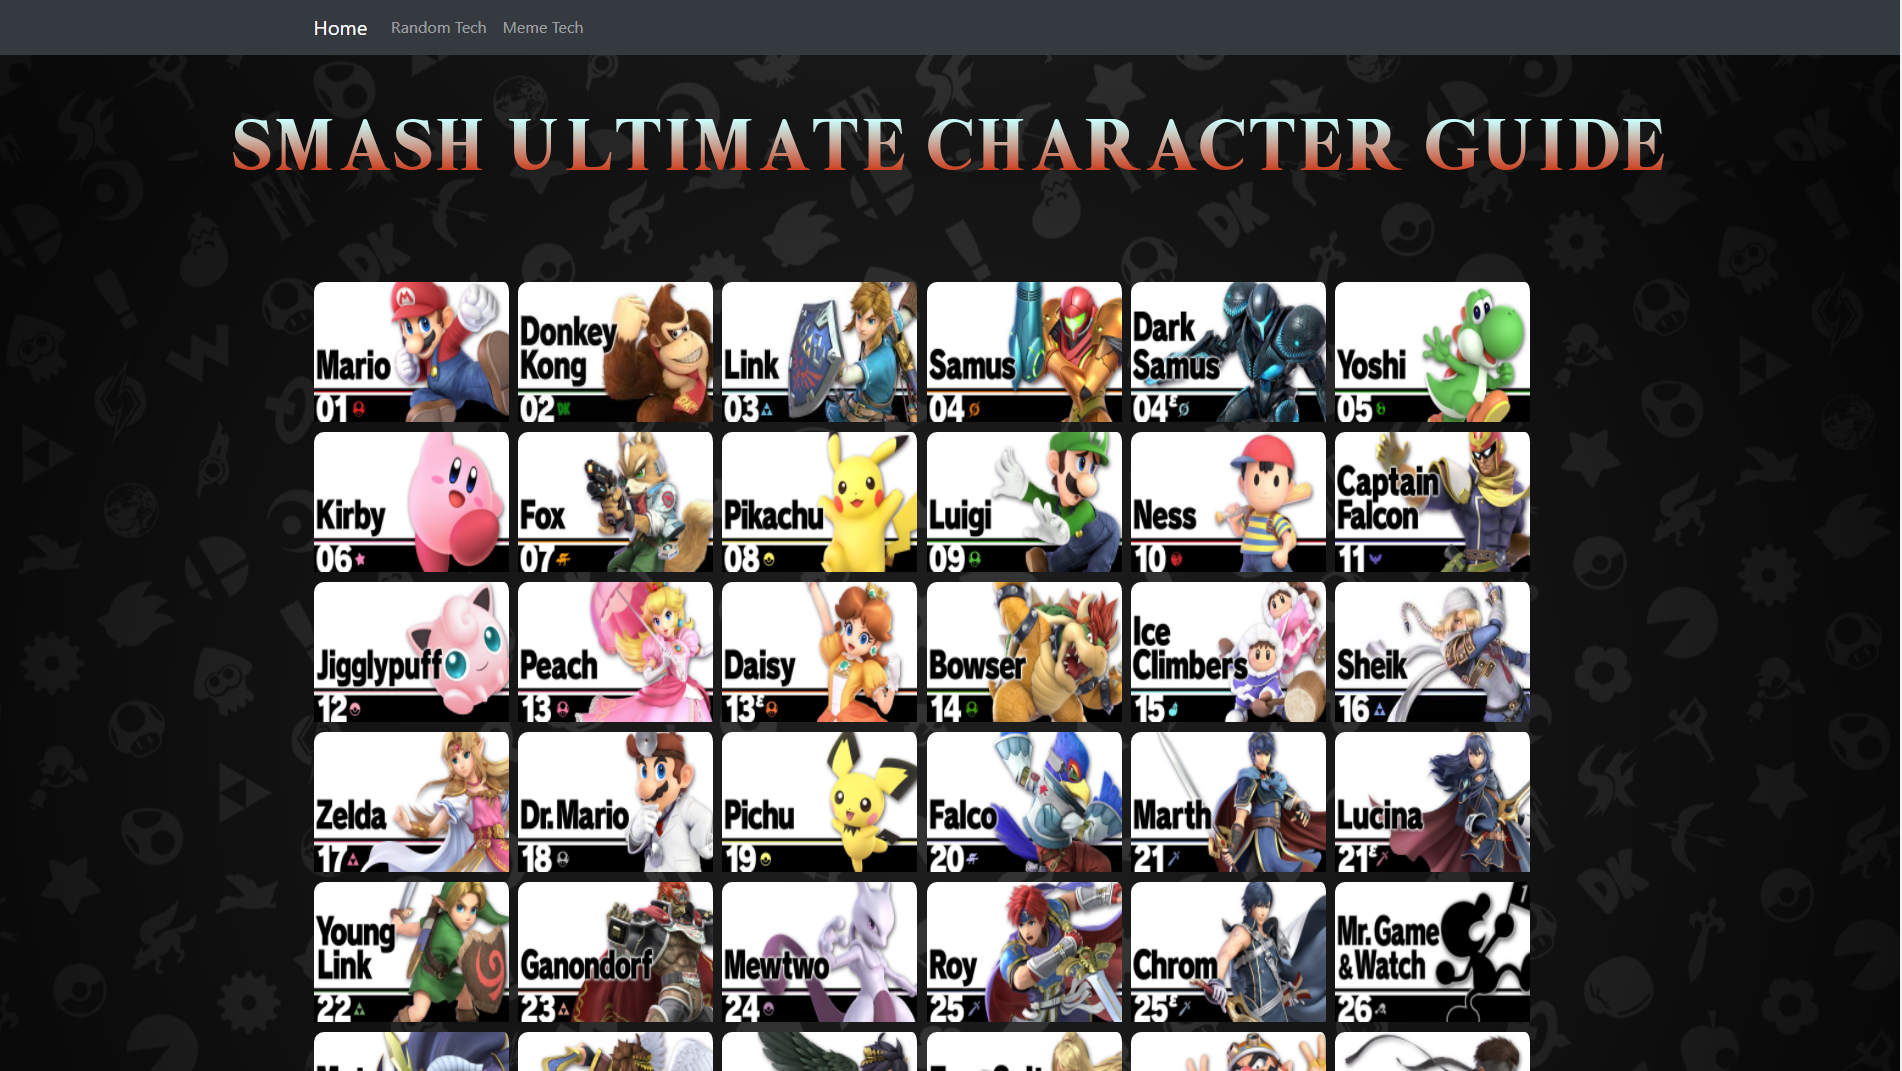 Home Random Tech Meme Tech
SMASH ULTIMATE CHARACTER GUIDE
Mario
01
Donkey
Kong
02 DK
Link
03
Samus
04
Dark
Samus
04ε
Yoshi
05
Kirby
06
Fox
07
Pikachu
08
Luigi
09
Ness
10
Captain
Falcon
11
Jigglypuff
12
Peach
13
Daisy
13ε
Bowser
14
Ice
Climbers
15
Sheik
16
Zelda
17
Dr. Mario
18
Pichu
19
Falco
20
Marth
21
Lucina
21ε
Young
Link
22
Ganondorf
23
Mewtwo
24
Roy
25
Chrom
25ε
Mr. Game
& Watch
26